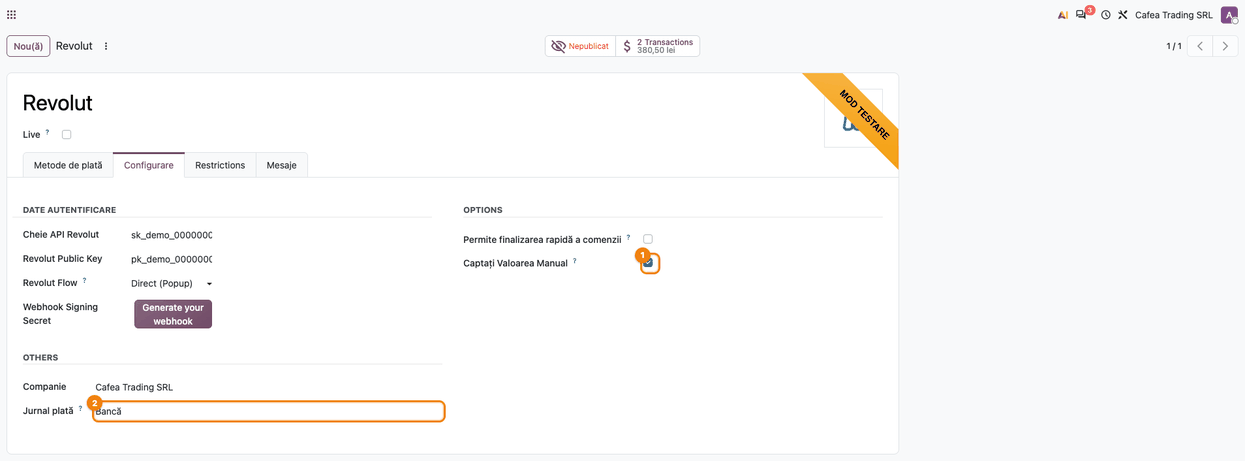 3
Cafea Trading SRL
A
Nou(ă)
Revolut
Nepublicat
2 Transactions
380,50 lei
1 / 1
MOD TESTARE
Revolut
Live ?
Metode de plată
Configurare
Restrictions
Mesaje
DATE AUTENTIFICARE
Cheie API Revolut
sk_demo_0000000
Revolut Public Key
pk_demo_0000000
Revolut Flow ?
Direct (Popup)
Webhook Signing
Secret
Generate your
webhook
OPTIONS
Permite finalizarea rapidă a comenzii ?
Captați Valoarea Manual ?
1
OTHERS
Companie
Cafea Trading SRL
Jurnal plată ?
2
Bancă